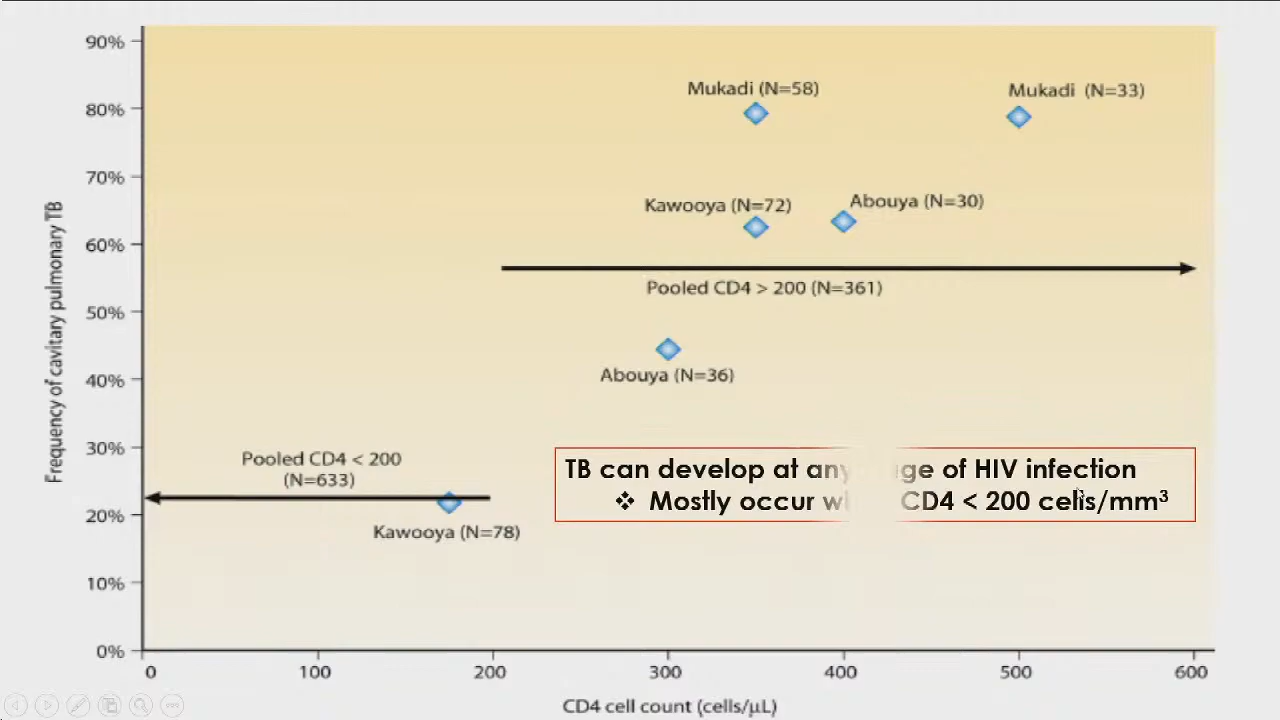 90%
80%
70%
60%
50%
40%
30%
20%
10%
0%
Frequency of cavitary pulmonary TB
Mukadi (N=58)
Mukadi (N=33)
Kawooya (N=72)
Abouya (N=30)
Pooled CD4 > 200 (N=361)
Abouya (N=36)
Pooled CD4 < 200
(N=633)
Kawooya (N=78)
TB can develop at any of HIV infection
❖ Mostly occur CD4 < 200 cells/mm³
0 100 200 300 400 500 600
CD4 cell count (cells/μL)